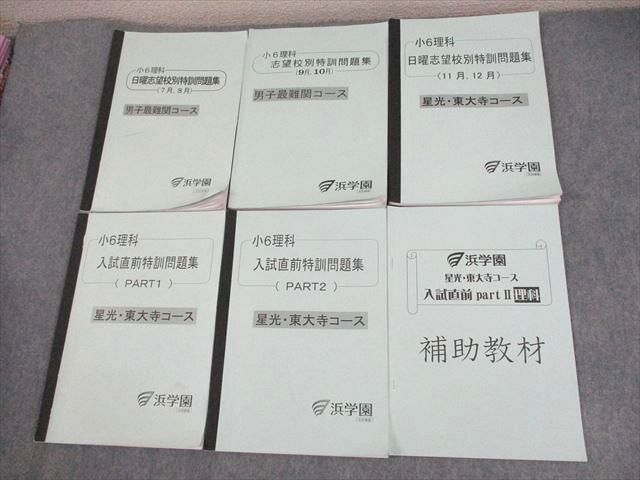 小6理科
日曜志望校別特訓問題集
(7月,8月)
男子最難関コース
浜学園
小6理科
志望校別特訓問題集
(9月,10月)
男子最難関コース
浜学園
小6理科
日曜志望校別特訓問題集
(11月,12月)
星光・東大寺コース
浜学園
小6理科
入試直前特訓問題集
( PART1 )
星光・東大寺コース
浜学園
小6理科
入試直前特訓問題集
( PART2 )
星光・東大寺コース
浜学園
浜学園
星光・東大寺コース
入試直前 part II 理科
補助教材